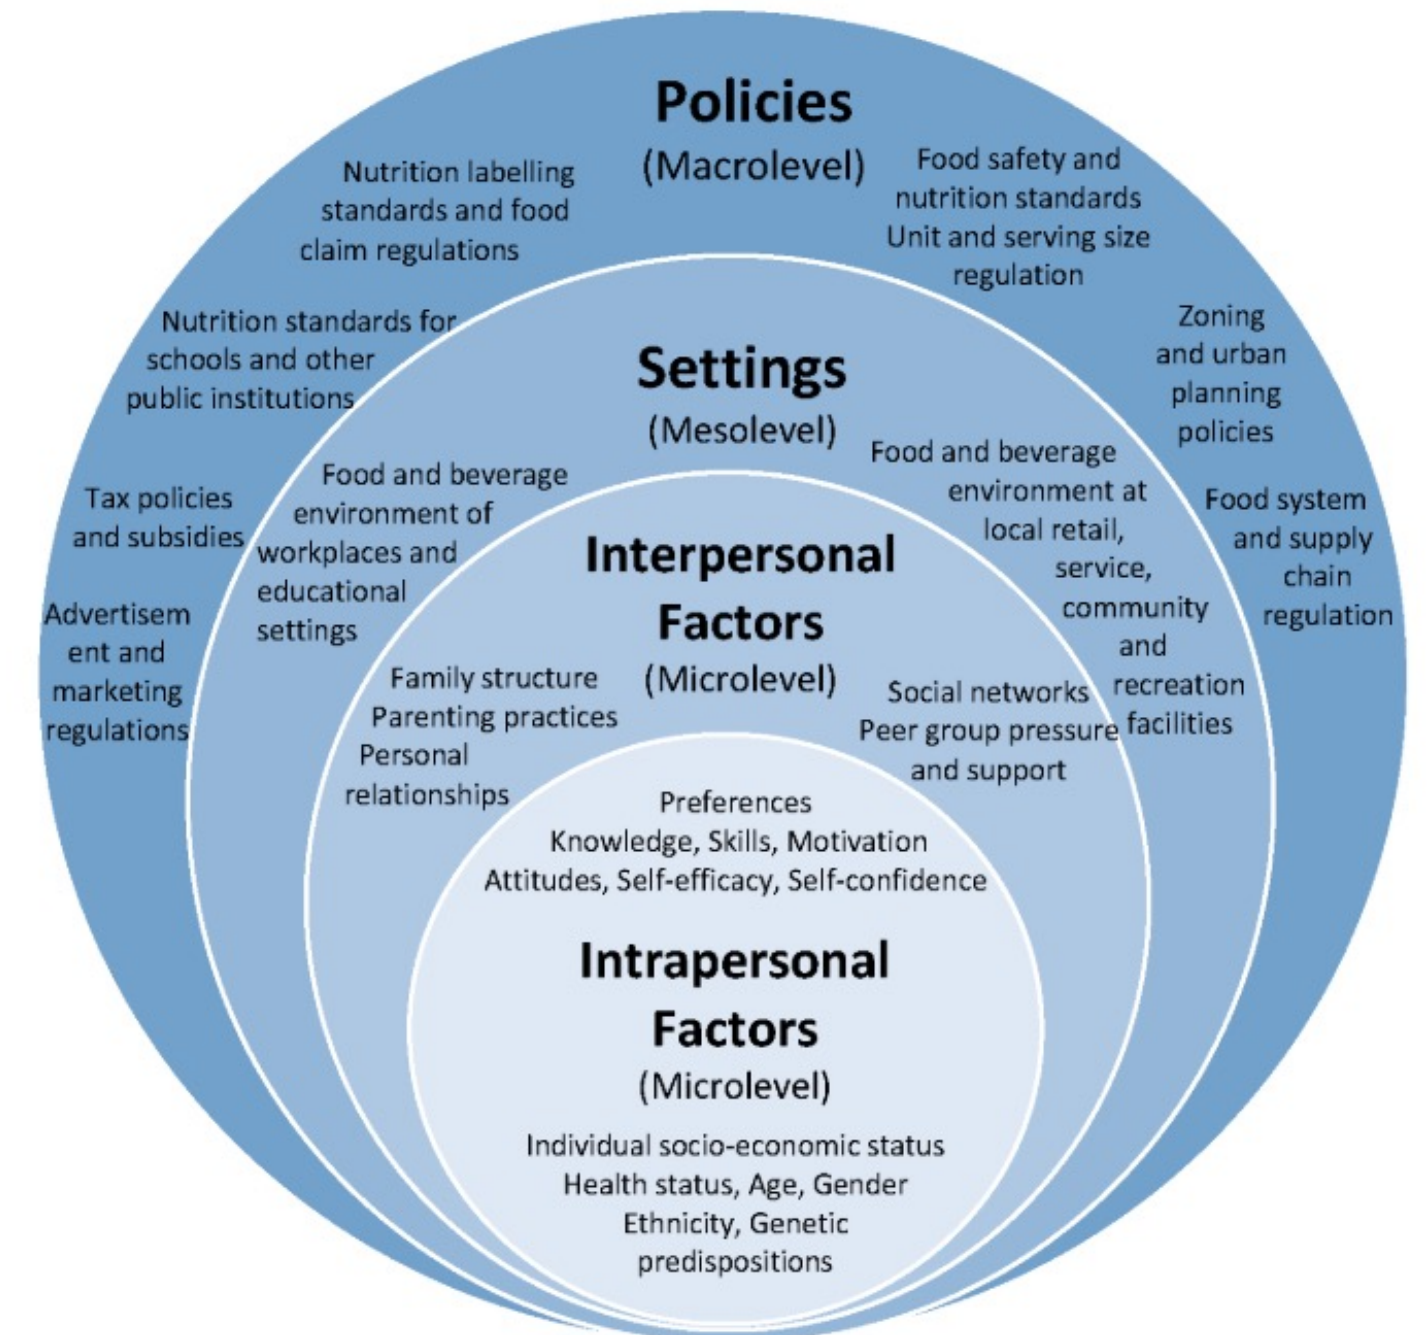 Policies
(Macrolevel)
Nutrition labelling
standards and food
claim regulations
Food safety and
nutrition standards
Unit and serving size
regulation
Nutrition standards for
schools and other
public institutions
Zoning
and urban
planning
policies
Tax policies
and subsidies
Food system
and supply
chain
regulation
Advertisem
ent and
marketing
regulations
Settings
(Mesolevel)
Food and beverage
environment of
workplaces and
educational
settings
Food and beverage
environment at
local retail,
service,
community
and
recreation
facilities
Interpersonal
Factors
(Microlevel)
Family structure
Parenting practices
Personal
relationships
Social networks
Peer group pressure
and support
Preferences
Knowledge, Skills, Motivation
Attitudes, Self-efficacy, Self-confidence
Intrapersonal
Factors
(Microlevel)
Individual socio-economic status
Health status, Age, Gender
Ethnicity, Genetic
predispositions